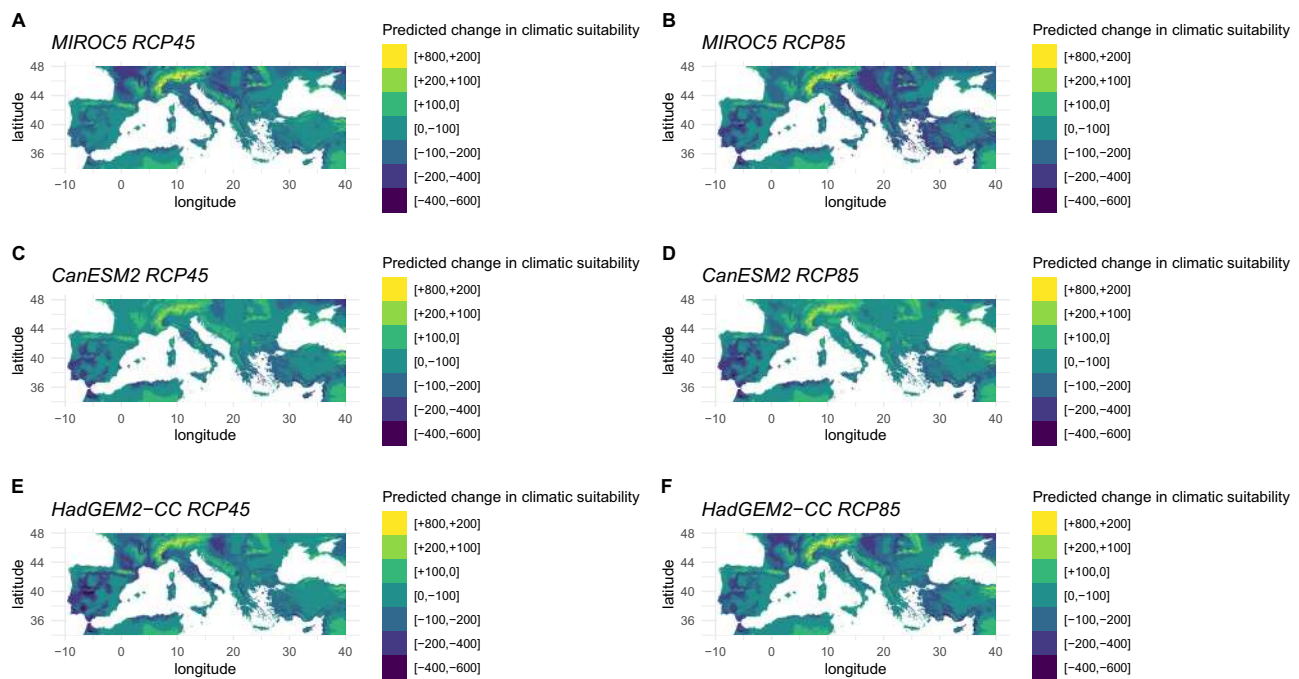 A
MIROC5 RCP45
Predicted change in climatic suitability
[+800,+200]
[+200,+100]
[+100,0]
[0,−100]
[−100,−200]
[−200,−400]
[−400,−600]
latitude
48
44
40
36
−10 0 10 20 30 40
longitude
B
MIROC5 RCP85
Predicted change in climatic suitability
[+800,+200]
[+200,+100]
[+100,0]
[0,−100]
[−100,−200]
[−200,−400]
[−400,−600]
latitude
48
44
40
36
−10 0 10 20 30 40
longitude
C
CanESM2 RCP45
Predicted change in climatic suitability
[+800,+200]
[+200,+100]
[+100,0]
[0,−100]
[−100,−200]
[−200,−400]
[−400,−600]
latitude
48
44
40
36
−10 0 10 20 30 40
longitude
D
CanESM2 RCP85
Predicted change in climatic suitability
[+800,+200]
[+200,+100]
[+100,0]
[0,−100]
[−100,−200]
[−200,−400]
[−400,−600]
latitude
48
44
40
36
−10 0 10 20 30 40
longitude
E
HadGEM2−CC RCP45
Predicted change in climatic suitability
[+800,+200]
[+200,+100]
[+100,0]
[0,−100]
[−100,−200]
[−200,−400]
[−400,−600]
latitude
48
44
40
36
−10 0 10 20 30 40
longitude
F
HadGEM2−CC RCP85
Predicted change in climatic suitability
[+800,+200]
[+200,+100]
[+100,0]
[0,−100]
[−100,−200]
[−200,−400]
[−400,−600]
latitude
48
44
40
36
−10 0 10 20 30 40
longitude